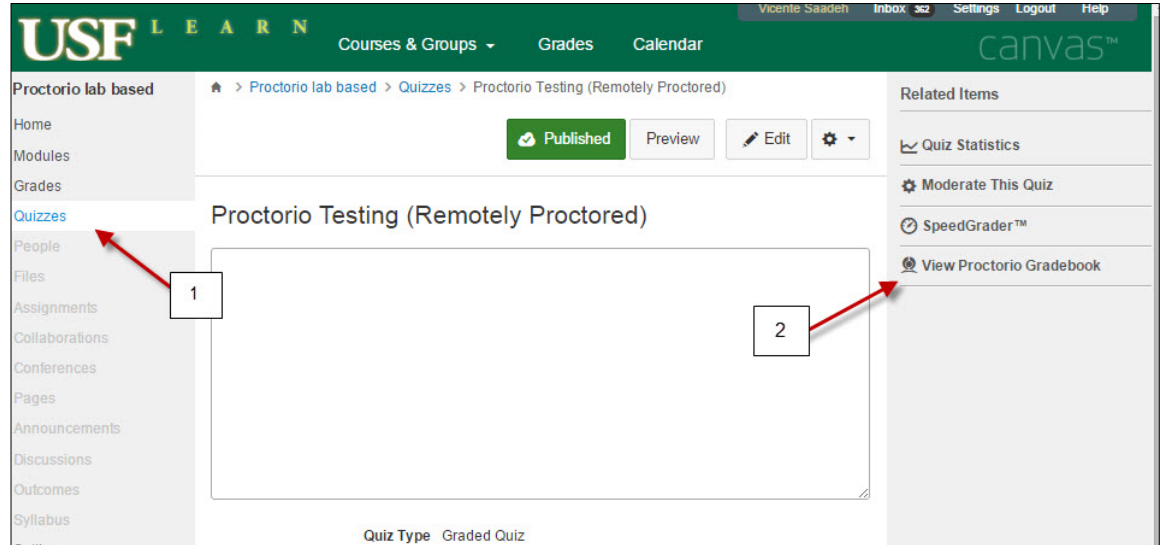 Vicente Saadeh Inbox 362 Settings Logout Help
USF LEARN Courses & Groups Grades Calendar canvas™
Proctorio lab based
Home
Modules
Grades
Quizzes
People
Files
Assignments
Collaborations
Conferences
Pages
Announcements
Discussions
Outcomes
Syllabus
> Proctorio lab based > Quizzes > Proctorio Testing (Remotely Proctored)
Published Preview Edit
Proctorio Testing (Remotely Proctored)
1
2
Quiz Type Graded Quiz
Related Items
Quiz Statistics
Moderate This Quiz
SpeedGrader™
View Proctorio Gradebook